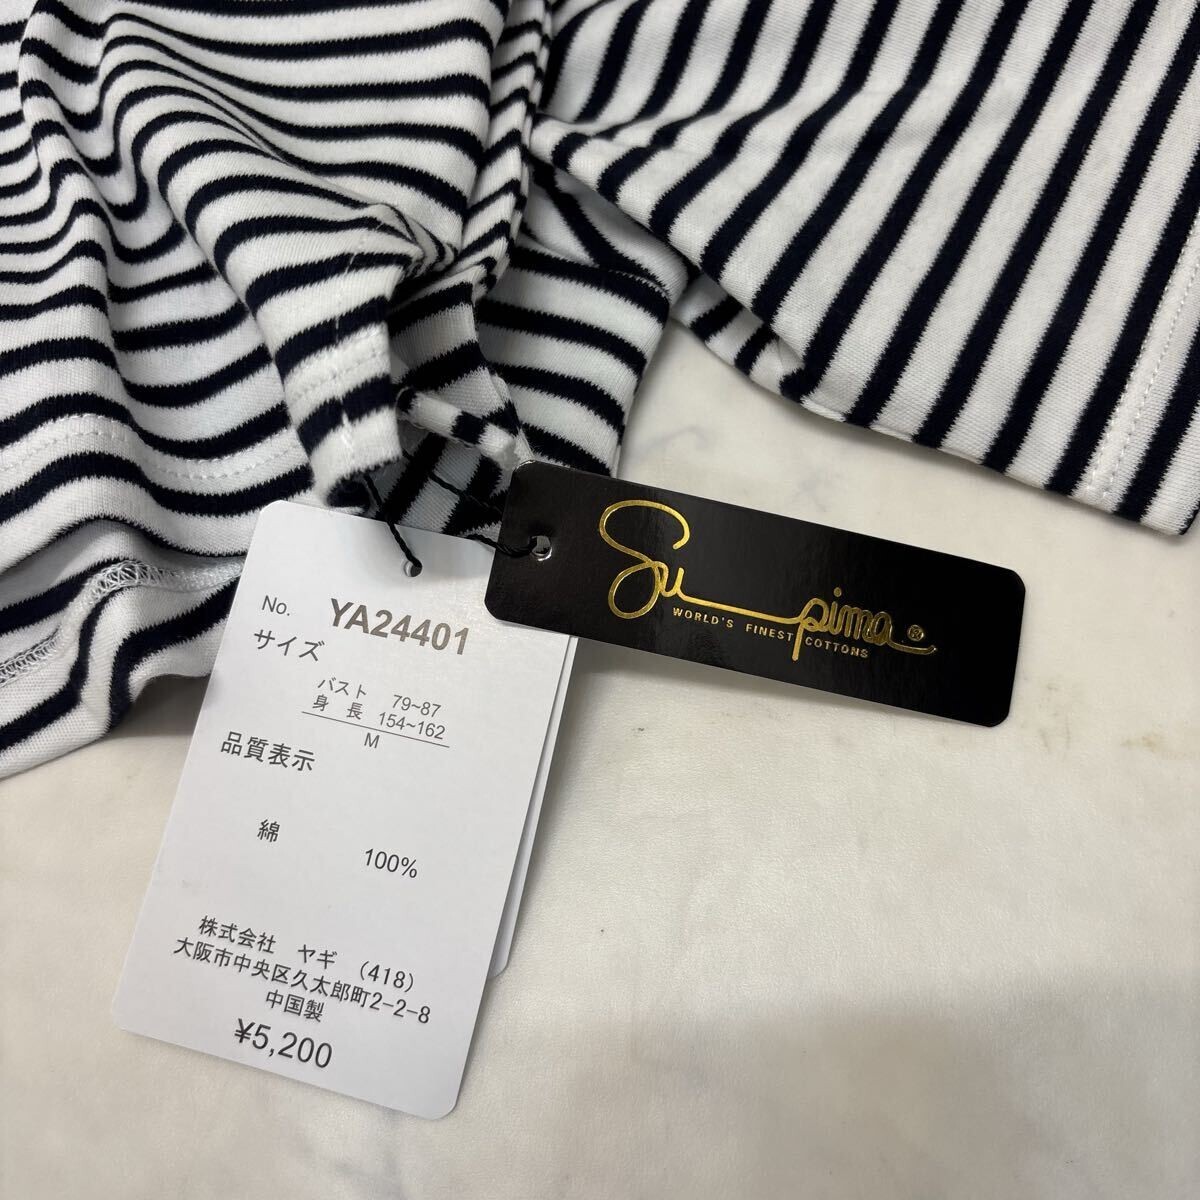 No. YA24401
サイズ
バスト 79~87
身長 154~162
M
品質表示
綿 100%
株式会社 ヤギ (418)
大阪市中央区久太郎町2-2-8
中国製
¥5,200
Supima®
WORLD'S FINEST COTTONS